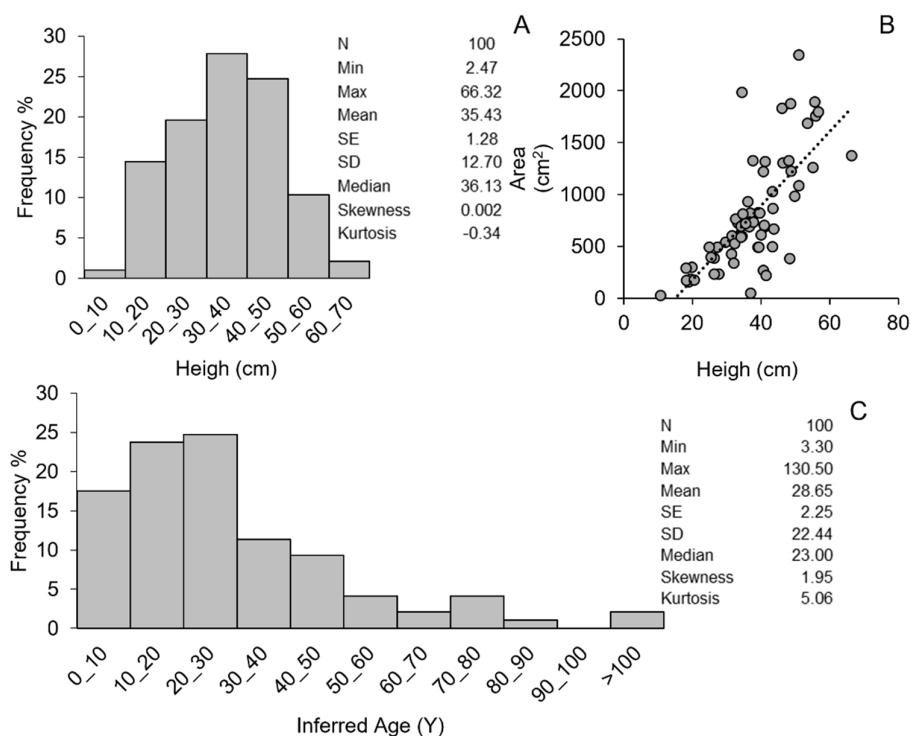 A
Frequency %
30
25
20
15
10
5
0
0_10
10_20
20_30
30_40
40_50
50_60
60_70
Heigh (cm)
N 100
Min 2.47
Max 66.32
Mean 35.43
SE 1.28
SD 12.70
Median 36.13
Skewness 0.002
Kurtosis -0.34
B
Area
(cm²)
2500
2000
1500
1000
500
0
0 20 40 60 80
Heigh (cm)
C
Frequency %
30
25
20
15
10
5
0
0_10
10_20
20_30
30_40
40_50
50_60
60_70
70_80
80_90
90_100
>100
Inferred Age (Y)
N 100
Min 3.30
Max 130.50
Mean 28.65
SE 2.25
SD 22.44
Median 23.00
Skewness 1.95
Kurtosis 5.06